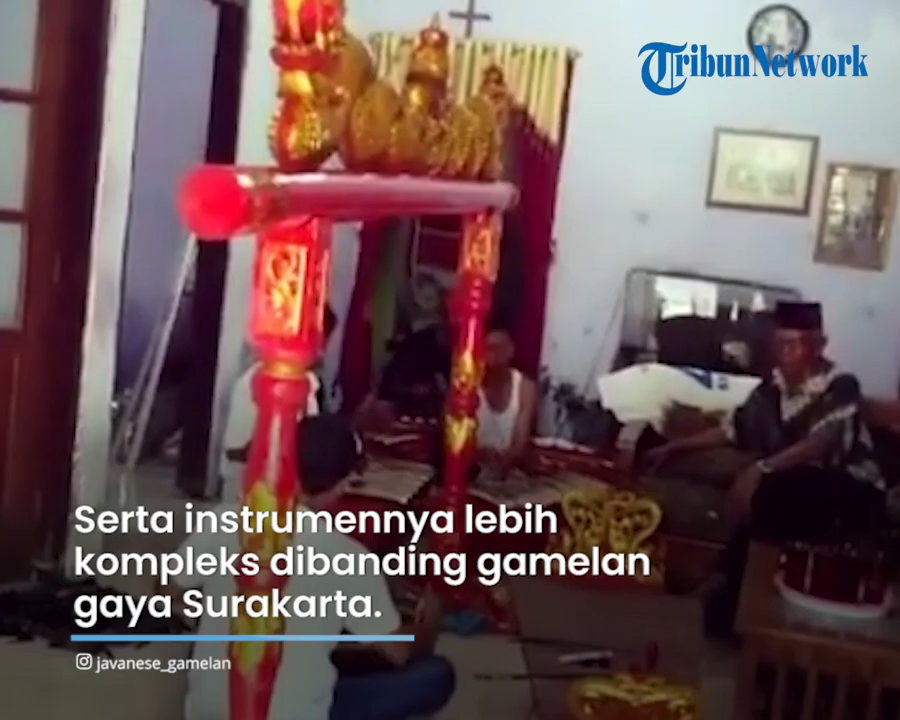 TribunNetwork
Serta instrumennya lebih
kompleks dibanding gamelan
gaya Surakarta.
javanese_gamelan